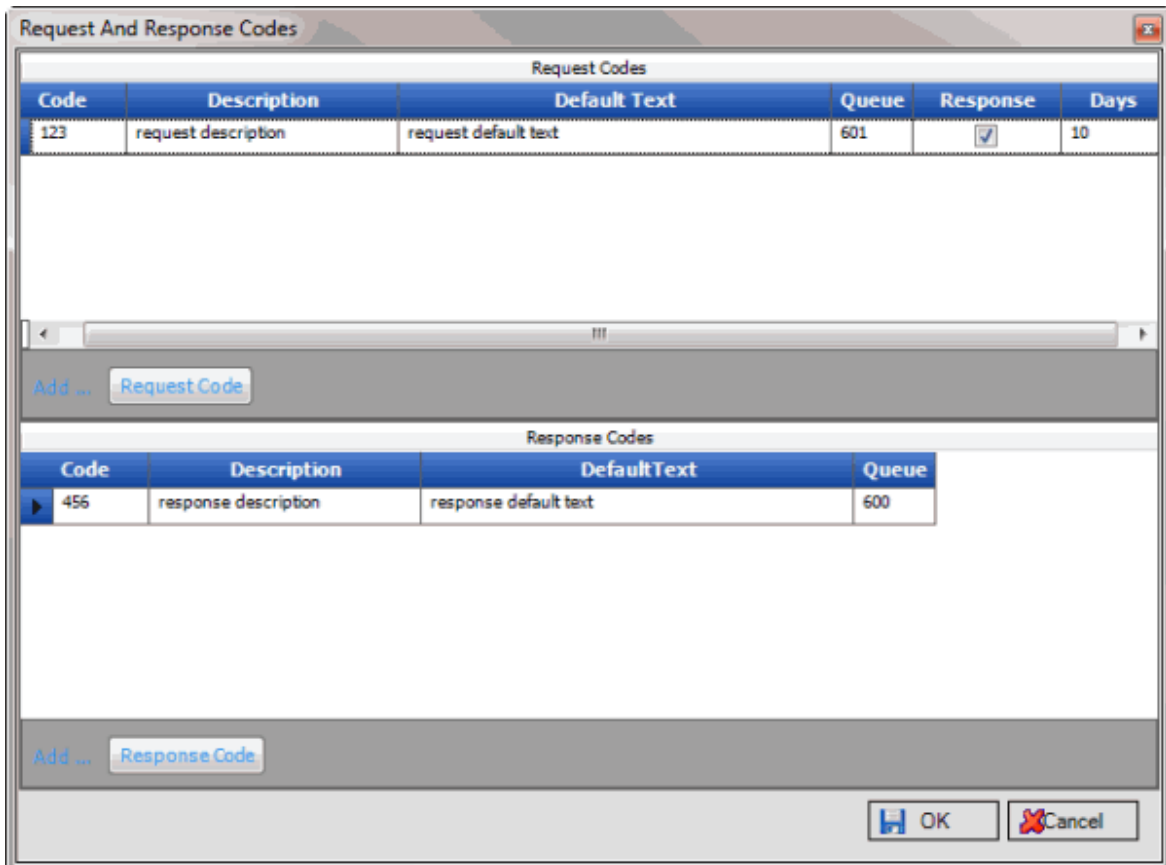 Request And Response Codes
Request Codes
Code Description Default Text Queue Response Days
123 request description request default text 601 10
Add ... Request Code
Response Codes
Code Description DefaultText Queue
456 response description response default text 600
Add ... Response Code
OK Cancel